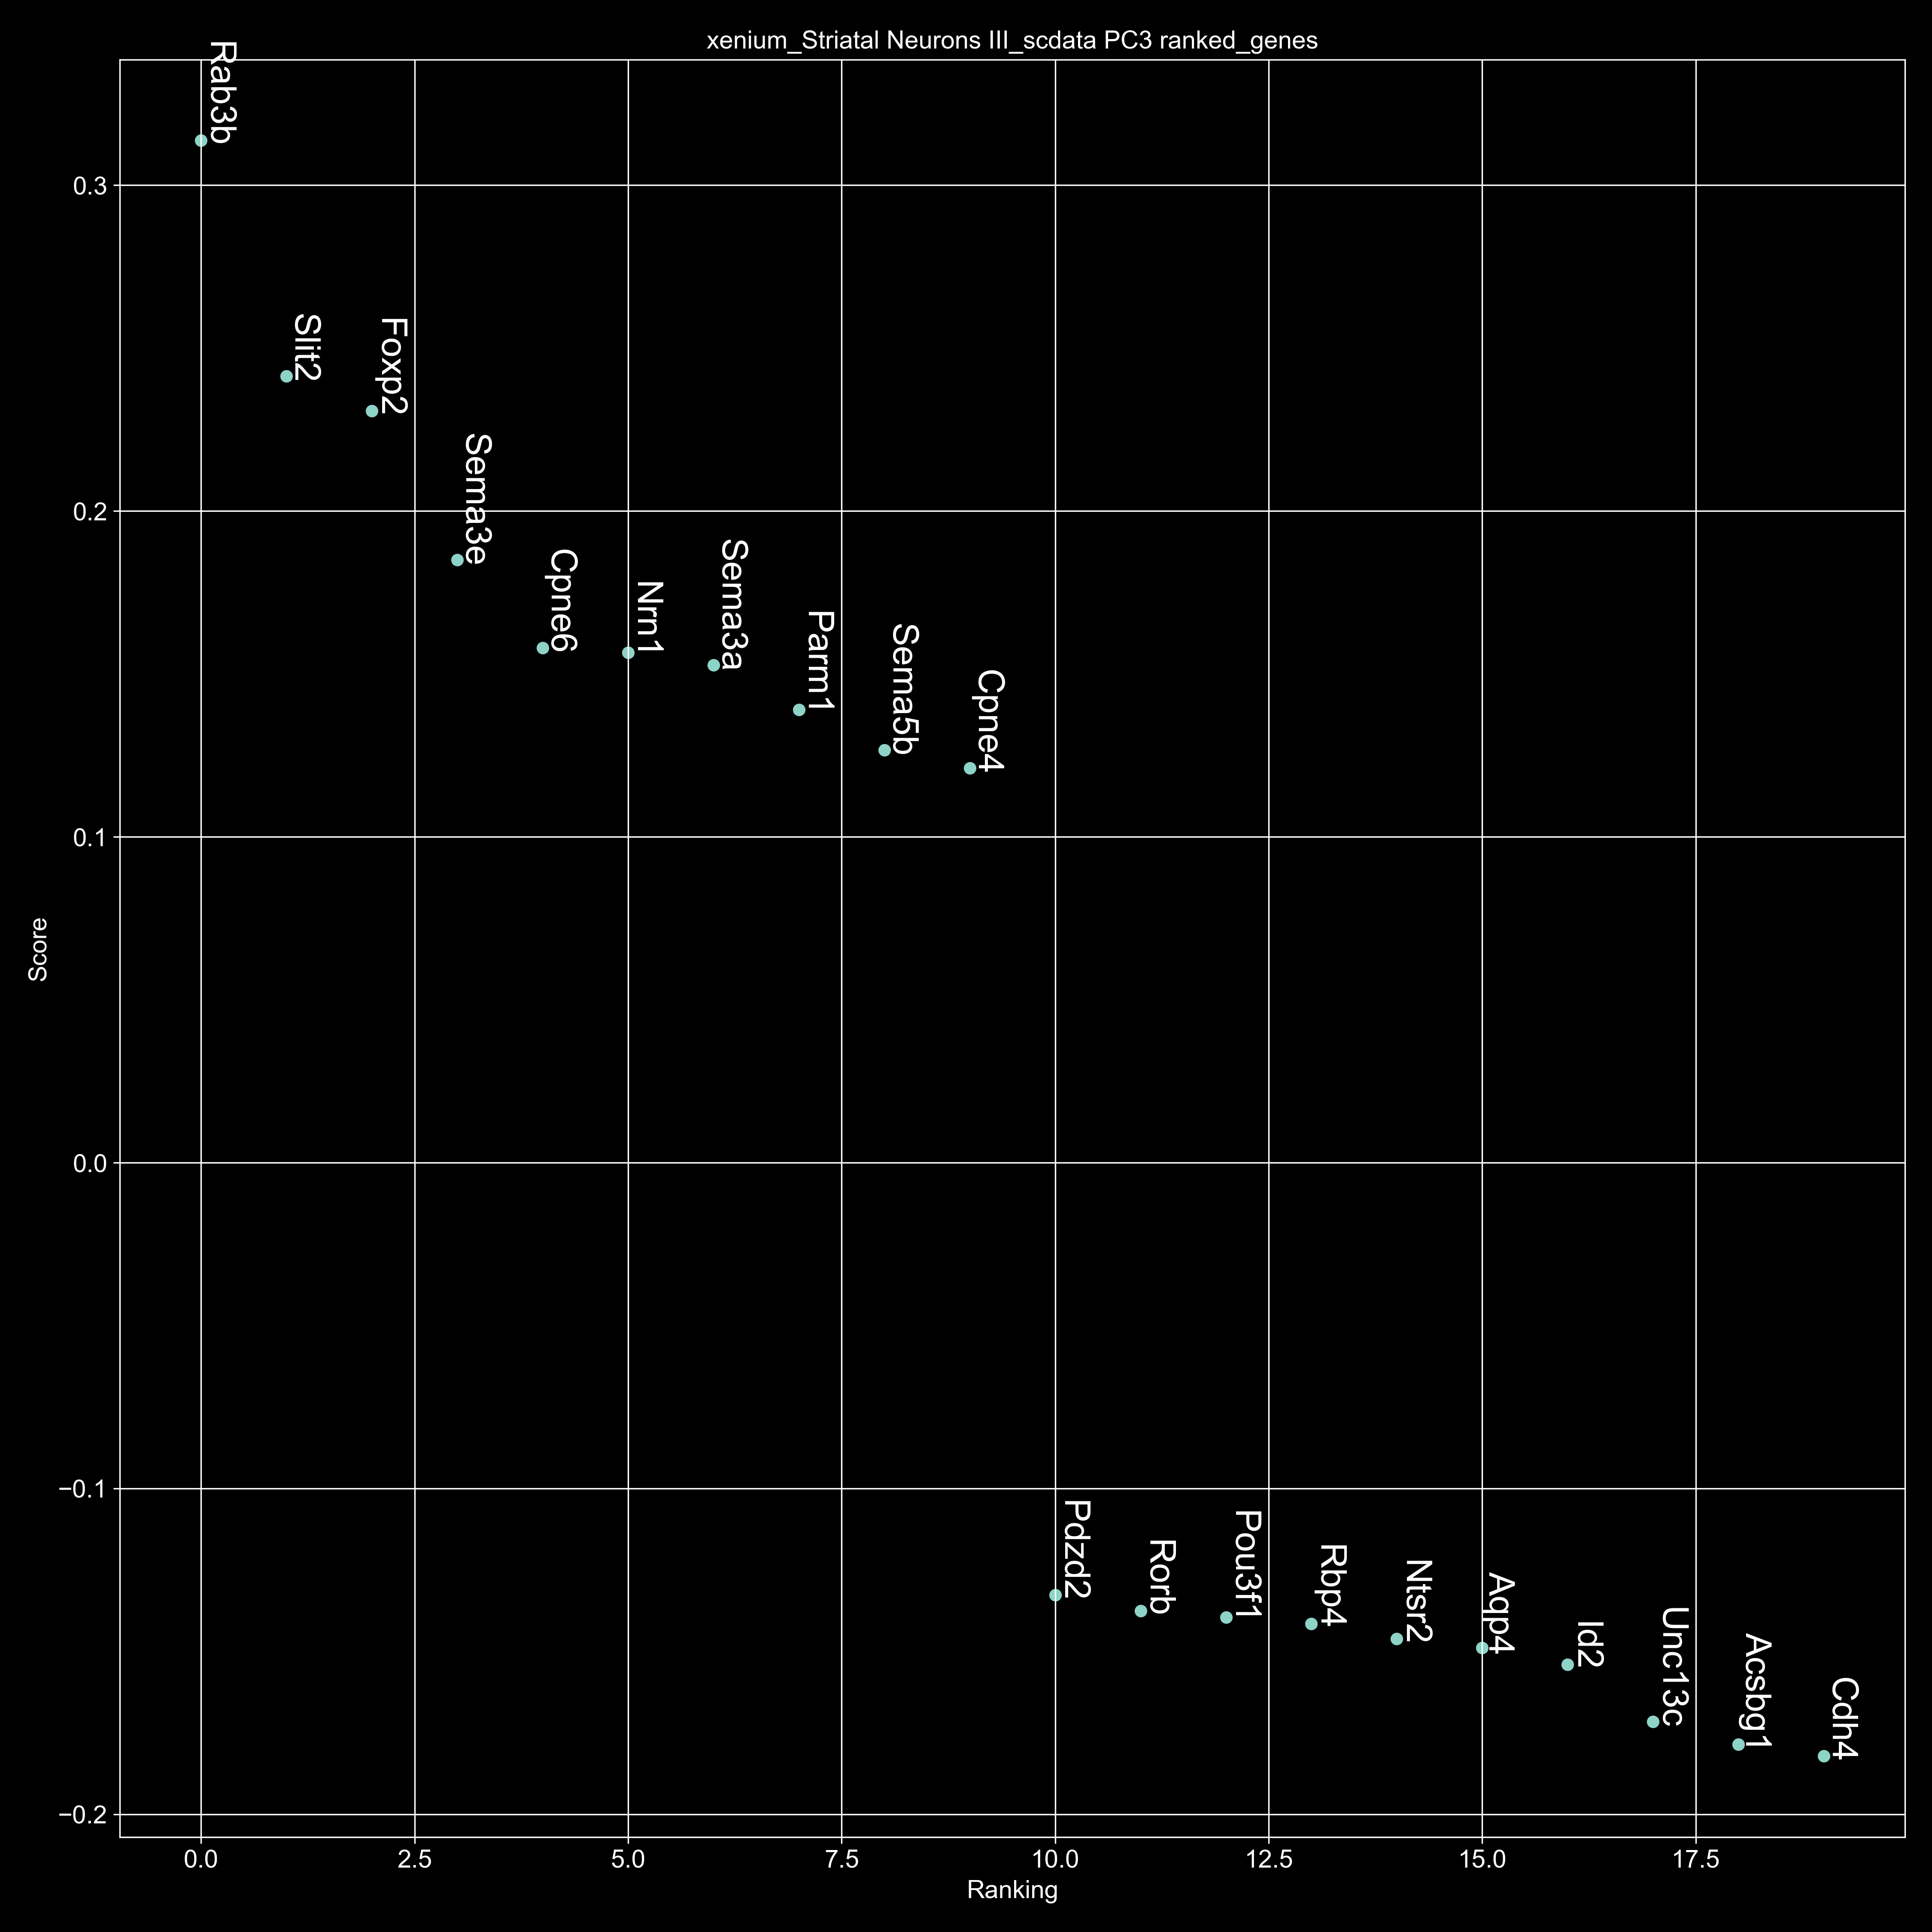 xenium_Striatal Neurons III_scdata PC3 ranked_genes
Rab3b
Slit2
Foxp2
Sema3e
Cpne6
Nrn1
Sema3a
Parm1
Sema5b
Cpne4
Pdzd2
Rorb
Pou3f1
Rbp4
Ntsr2
Aqp4
Id2
Unc13c
Acsbg1
Cdh4
Score
0.3
0.2
0.1
0.0
−0.1
−0.2
0.0 2.5 5.0 7.5 10.0 12.5 15.0 17.5
Ranking